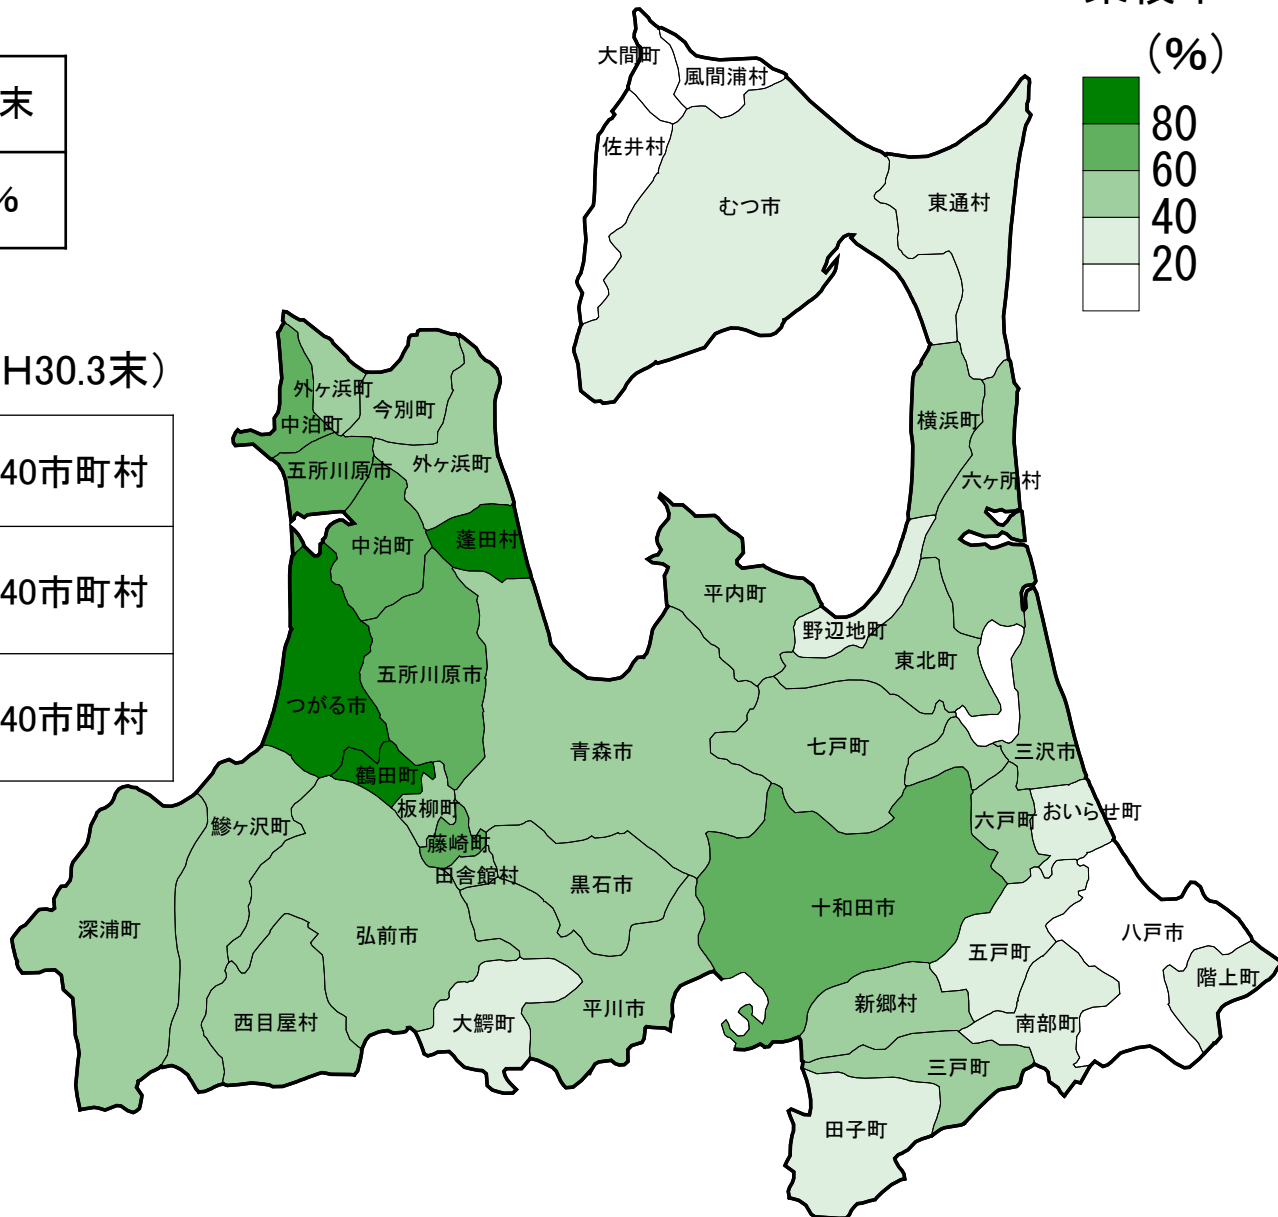 (%)
80
60
40
20
末
%
H30.3末)
40市町村
40市町村
40市町村
大間町
風間浦村
佐井村
むつ市
東通村
外ヶ浜町
今別町
中泊町
五所川原市
外ヶ浜町
横浜町
六ヶ所村
中泊町
蓬田村
平内町
野辺地町
東北町
五所川原市
つがる市
青森市
七戸町
三沢市
鶴田町
板柳町
おいらせ町
六戸町
鰺ヶ沢町
藤崎町
田舎館村
黒石市
十和田市
深浦町
弘前市
八戸市
五戸町
階上町
新郷村
平川市
西目屋村
大鰐町
南部町
三戸町
田子町